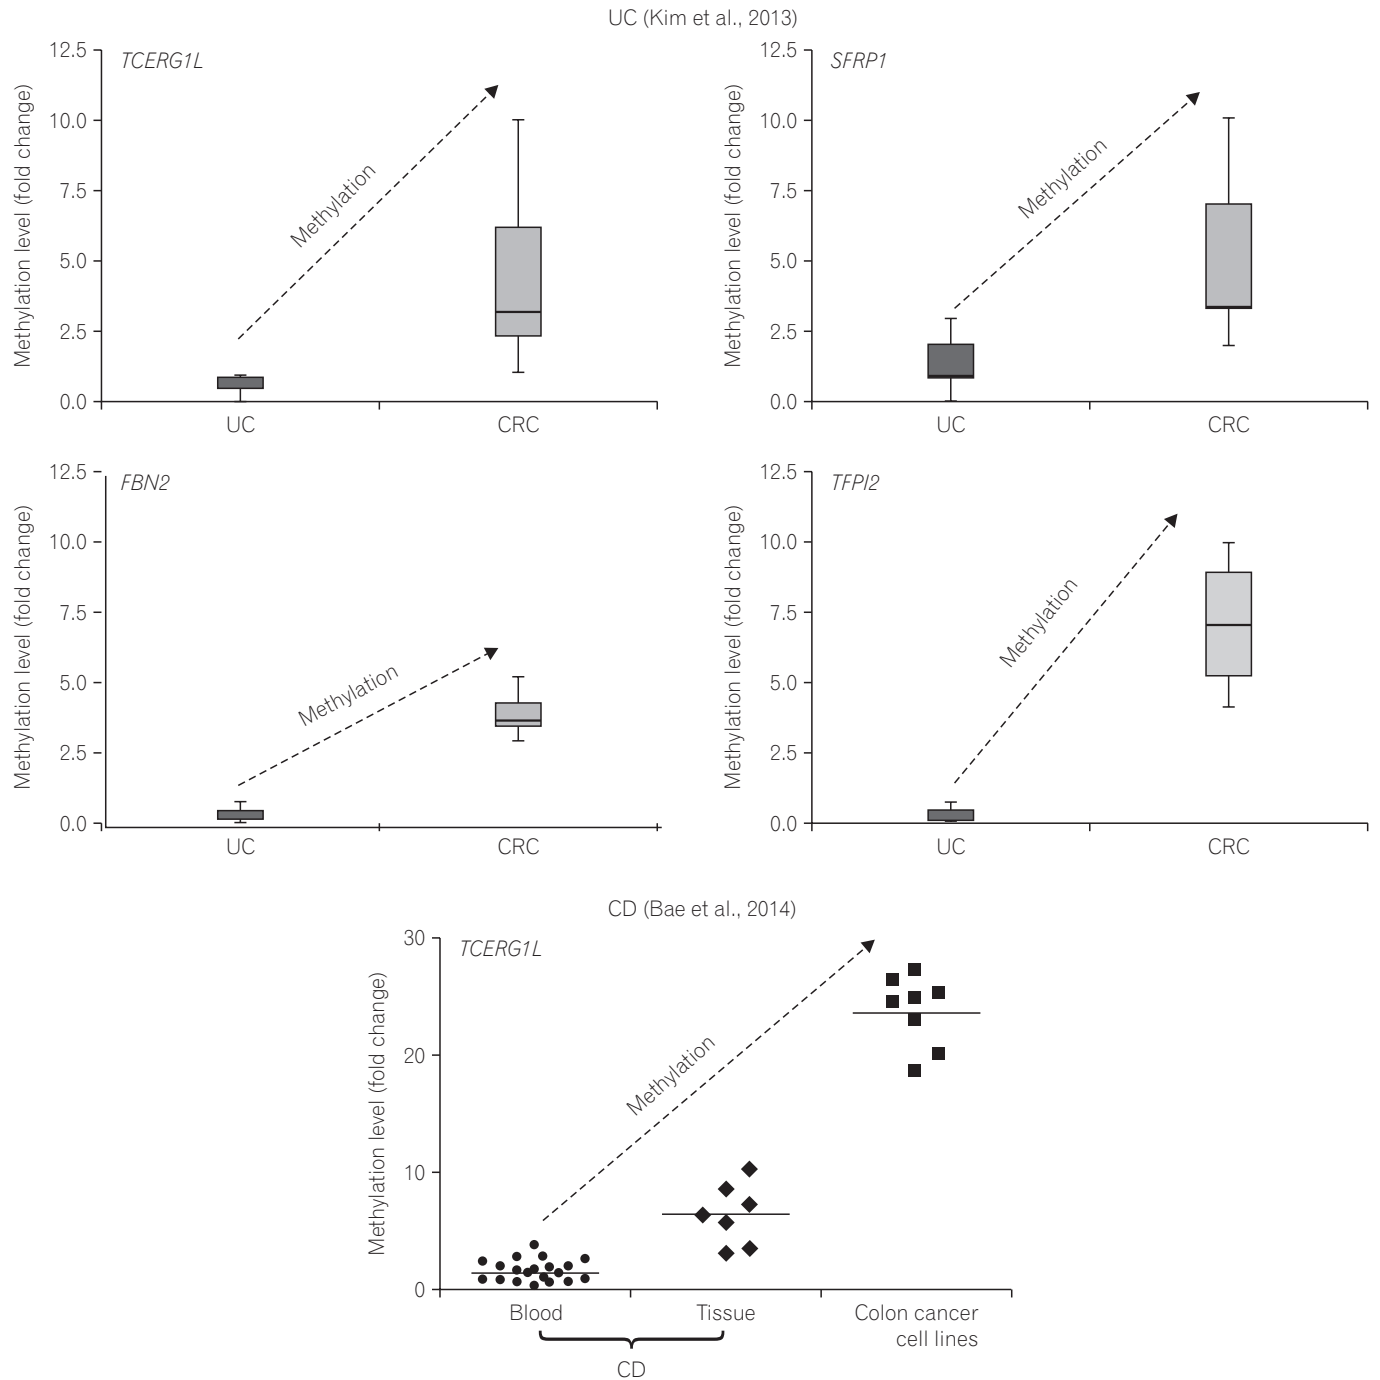 UC (Kim et al., 2013)
TCERG1L
Methylation level (fold change)
12.5
10.0
7.5
5.0
2.5
0.0
Methylation
UC
CRC
SFRP1
Methylation level (fold change)
12.5
10.0
7.5
5.0
2.5
0.0
Methylation
UC
CRC
FBN2
Methylation level (fold change)
12.5
10.0
7.5
5.0
2.5
0.0
Methylation
UC
CRC
TFPI2
Methylation level (fold change)
12.5
10.0
7.5
5.0
2.5
0.0
Methylation
UC
CRC
CD (Bae et al., 2014)
TCERG1L
Methylation level (fold change)
30
20
10
0
Methylation
Blood
Tissue
Colon cancer
cell lines
CD